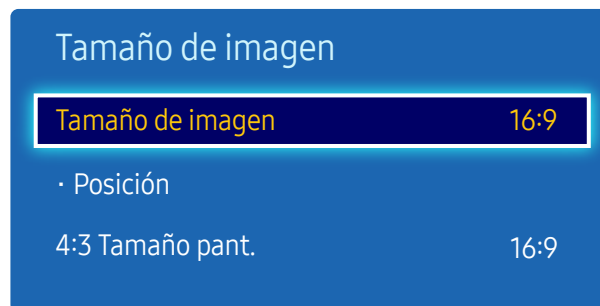 Tamaño de imagen
Tamaño de imagen 16:9
· Posición
4:3 Tamaño pant. 16:9